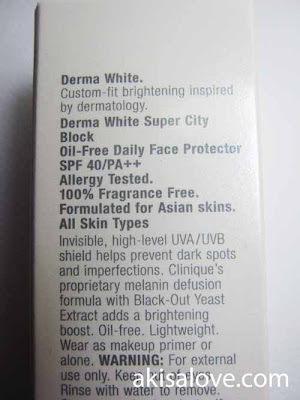 Derma White.
Custom-fit brightening inspired
by dermatology.
Derma White Super City
Block
Oil-Free Daily Face Protector
SPF 40/PA++
Allergy Tested.
100% Fragrance Free.
Formulated for Asian skins.
All Skin Types
Invisible, high-level UVA/UVB
shield helps prevent dark spots
and imperfections. Clinique's
proprietary melanin defusion
formula with Black-Out Yeast
Extract adds a brightening
boost. Oil-free. Lightweight.
Wear as makeup primer or
alone. WARNING: For external
use only. Keep out of eyes.
Rinse with water to remove.
akisalove.com